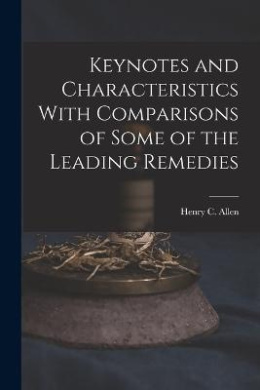 Keynotes and
Characteristics
With Comparisons
of Some of the
Leading Remedies
Henry C. Allen